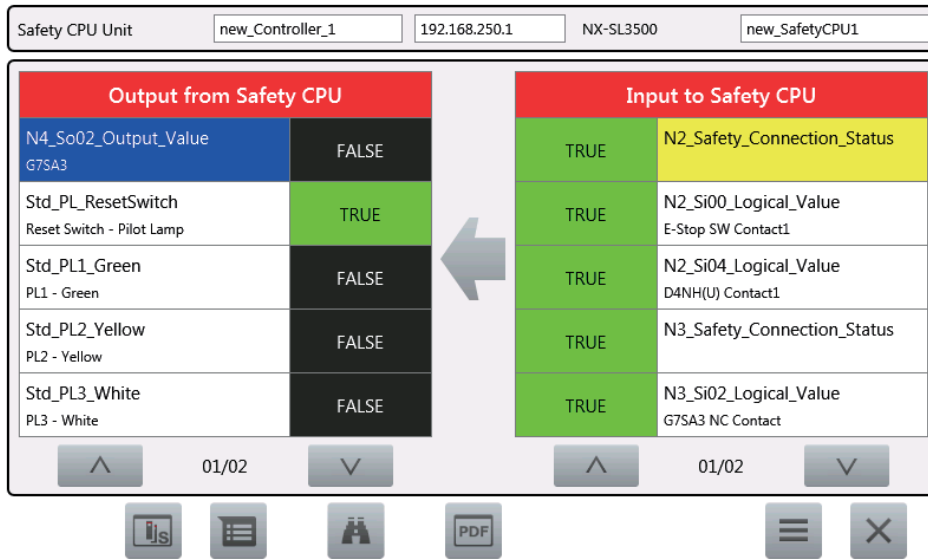 Safety CPU Unit new_Controller_1 192.168.250.1 NX-SL3500 new_SafetyCPU1
Output from Safety CPU
N4_So02_Output_Value
G7SA3
FALSE
Std_PL_ResetSwitch
Reset Switch - Pilot Lamp
TRUE
Std_PL1_Green
PL1 - Green
FALSE
Std_PL2_Yellow
PL2 - Yellow
FALSE
Std_PL3_White
PL3 - White
FALSE
01/02
Input to Safety CPU
TRUE
N2_Safety_Connection_Status
TRUE
N2_Si00_Logical_Value
E-Stop SW Contact1
TRUE
N2_Si04_Logical_Value
D4NH(U) Contact1
TRUE
N3_Safety_Connection_Status
TRUE
N3_Si02_Logical_Value
G7SA3 NC Contact
01/02
IJs
PDF